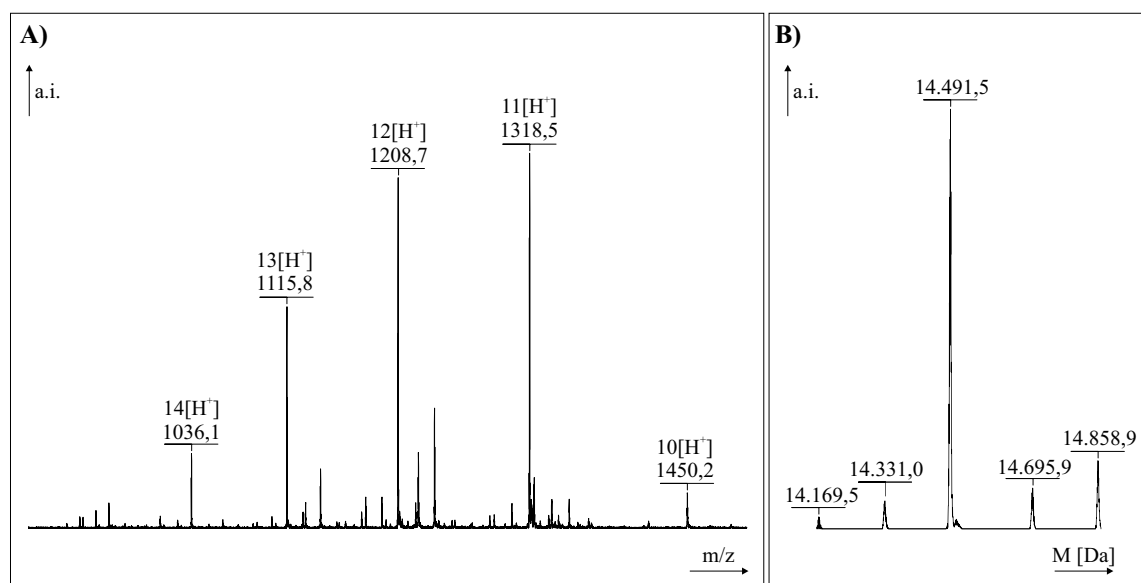 A)
a.i.
14[H⁺]
1036,1
13[H⁺]
1115,8
12[H⁺]
1208,7
11[H⁺]
1318,5
10[H⁺]
1450,2
m/z
B)
a.i.
14.169,5
14.331,0
14.491,5
14.695,9
14.858,9
M [Da]